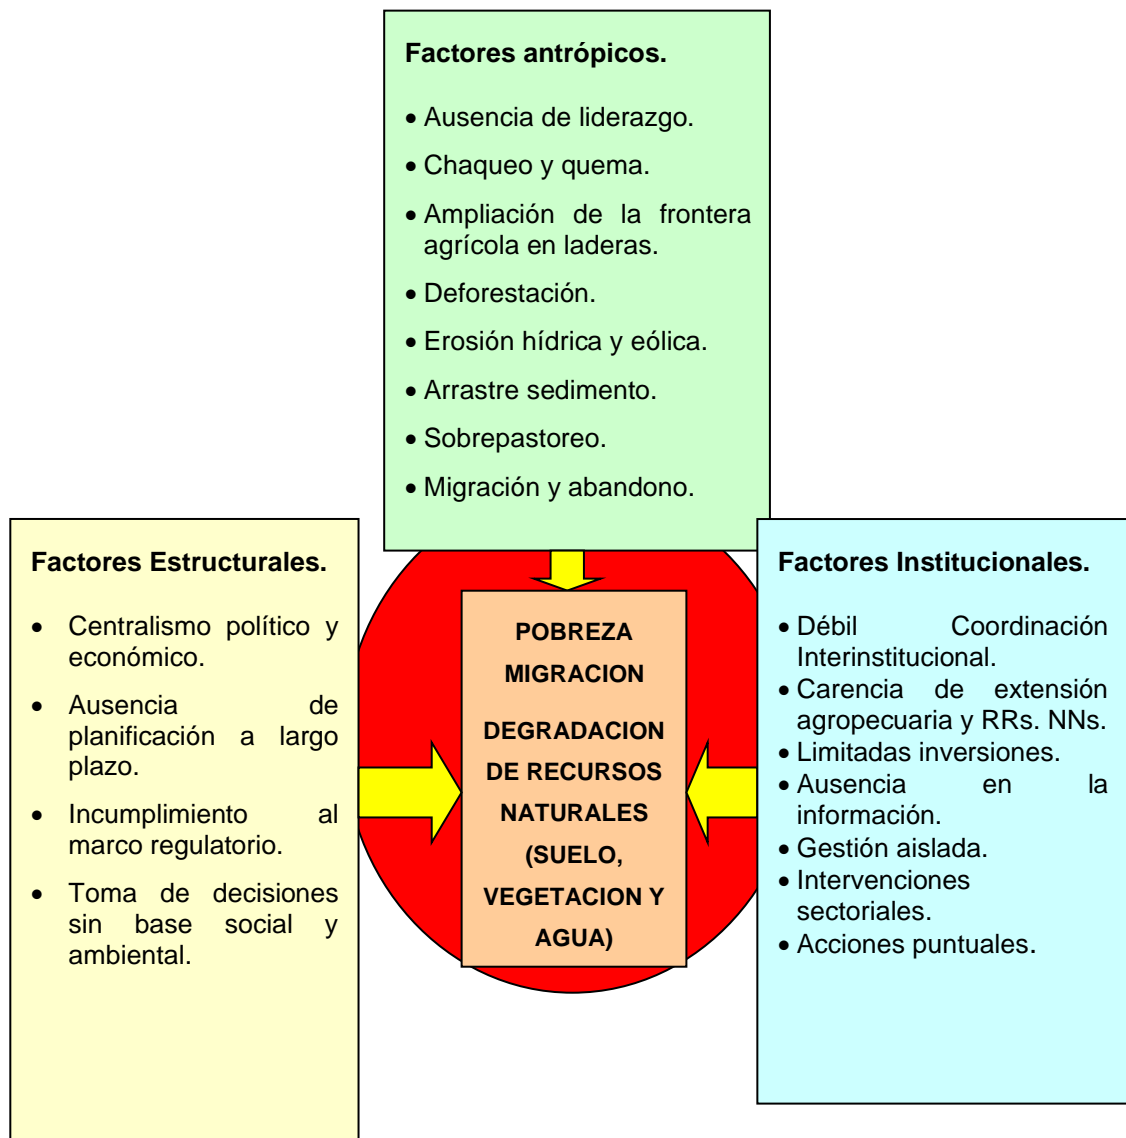 Factores antrópicos.
• Ausencia de liderazgo.
• Chaqueo y quema.
• Ampliación de la frontera
agrícola en laderas.
• Deforestación.
• Erosión hídrica y eólica.
• Arrastre sedimento.
• Sobrepastoreo.
• Migración y abandono.
Factores Estructurales.
• Centralismo político y
económico.
• Ausencia de
planificación a largo
plazo.
• Incumplimiento al
marco regulatorio.
• Toma de decisiones
sin base social y
ambiental.
POBREZA
MIGRACION
DEGRADACION
DE RECURSOS
NATURALES
(SUELO,
VEGETACION Y
AGUA)
Factores Institucionales.
• Débil Coordinación
Interinstitucional.
• Carencia de extensión
agropecuaria y RRs. NNs.
• Limitadas inversiones.
• Ausencia en la
información.
• Gestión aislada.
• Intervenciones
sectoriales.
• Acciones puntuales.